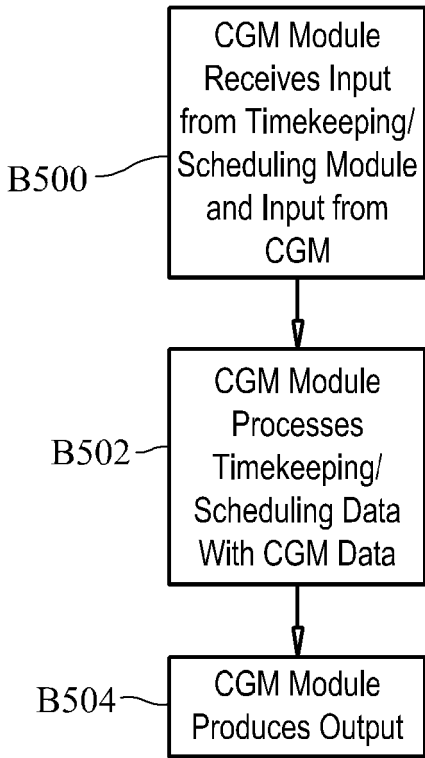 CGM Module
Receives Input
from Timekeeping/
Scheduling Module
and Input from
CGM
B500
CGM Module
Processes
Timekeeping/
Scheduling Data
With CGM Data
B502
CGM Module
Produces Output
B504